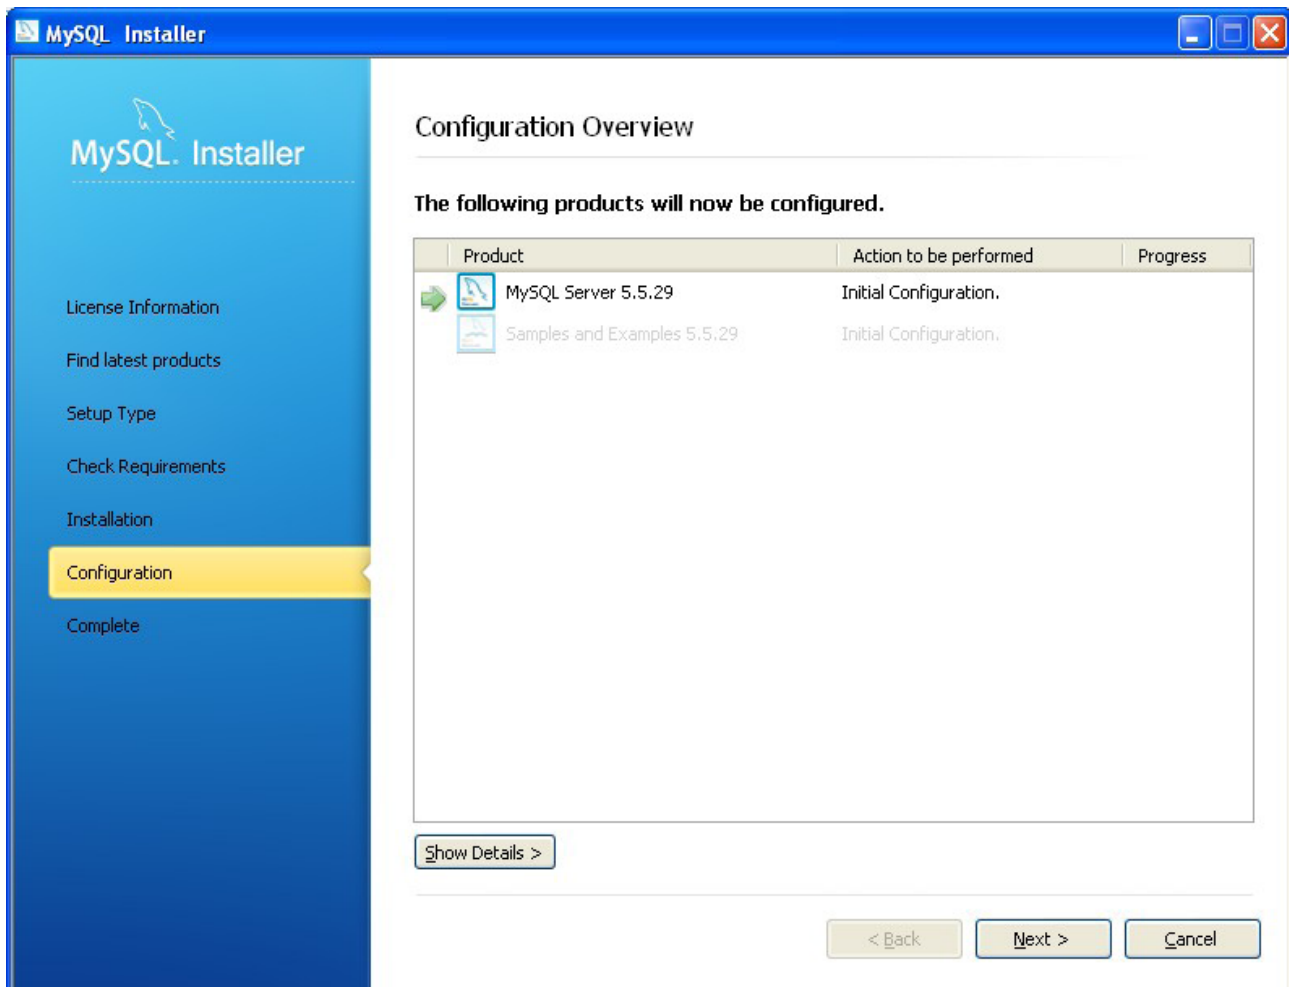 MySQL Installer
MySQL. Installer
License Information
Find latest products
Setup Type
Check Requirements
Installation
Configuration
Complete
Configuration Overview
The following products will now be configured.
Product Action to be performed Progress
MySQL Server 5.5.29 Initial Configuration.
Samples and Examples 5.5.29 Initial Configuration.
Show Details >
< Back Next > Cancel